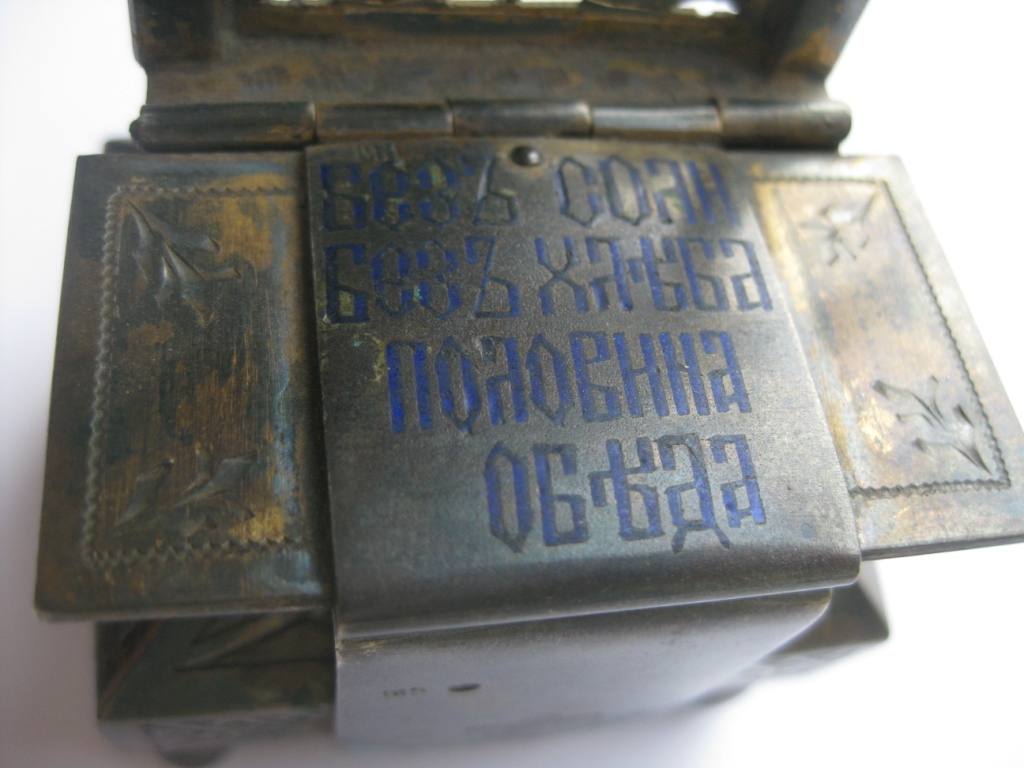 Безъ соли
безъ хлѣба
половина
обѣда